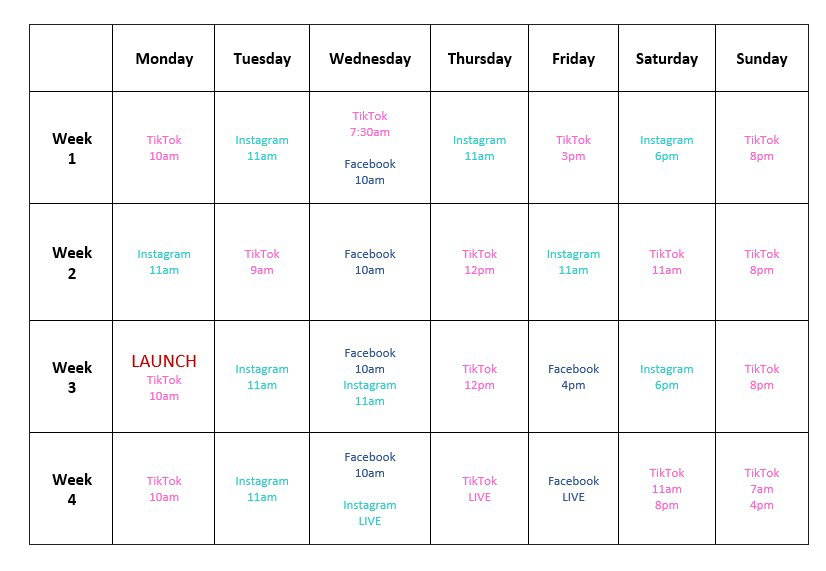 Monday
Tuesday
Wednesday
Thursday
Friday
Saturday
Sunday
Week
1
TikTok
10am
Instagram
11am
TikTok
7:30am
Facebook
10am
Instagram
11am
TikTok
3pm
Instagram
6pm
TikTok
8pm
Week
2
Instagram
11am
TikTok
9am
Facebook
10am
TikTok
12pm
Instagram
11am
TikTok
11am
TikTok
8pm
Week
3
LAUNCH
TikTok
10am
Instagram
11am
Facebook
10am
Instagram
11am
TikTok
12pm
Facebook
4pm
Instagram
6pm
TikTok
8pm
Week
4
TikTok
10am
Instagram
11am
Facebook
10am
Instagram
LIVE
TikTok
LIVE
Facebook
LIVE
TikTok
11am
8pm
TikTok
7am
4pm